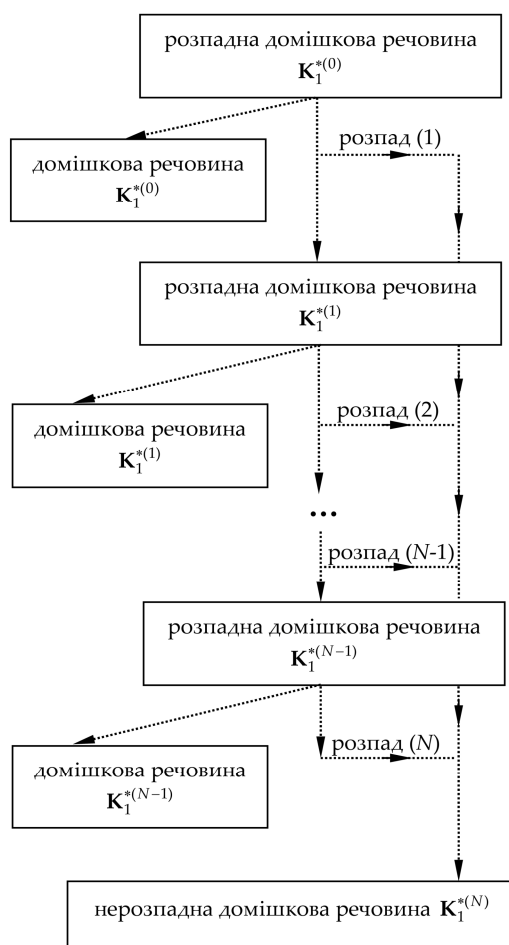 розпадна домішкова речовина
K₁*⁽⁰⁾
розпад (1)
домішкова речовина
K₁*⁽⁰⁾
розпадна домішкова речовина
K₁*⁽¹⁾
розпад (2)
домішкова речовина
K₁*⁽¹⁾
...
розпад (N-1)
розпадна домішкова речовина
K₁*⁽ᴺ⁻¹⁾
розпад (N)
домішкова речовина
K₁*⁽ᴺ⁻¹⁾
нерозпадна домішкова речовина K₁*⁽ᴺ⁾